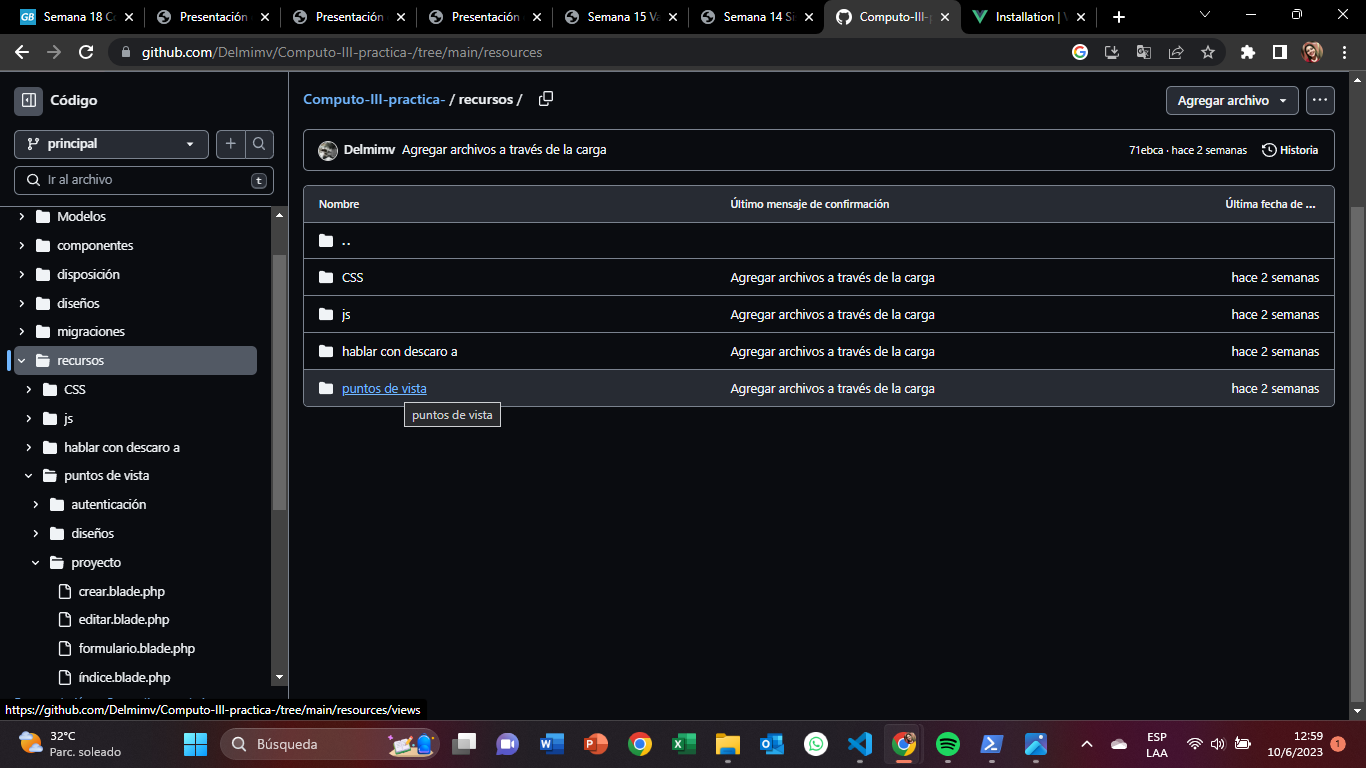 Semana 18 C
Presentación
Presentación
Presentación
Semana 15 Va
Semana 14 Si
Computo-III-p
Installation | V
github.com/Delmimv/Computo-III-practica-/tree/main/resources
Código
principal
Ir al archivo
t
Modelos
componentes
disposición
diseños
migraciones
recursos
CSS
js
hablar con descaro a
puntos de vista
autenticación
diseños
proyecto
crear.blade.php
editar.blade.php
formulario.blade.php
índice.blade.php
Computo-III-practica- / recursos /
Agregar archivo
Delmimv Agregar archivos a través de la carga
71ebca · hace 2 semanas
Historia
Nombre Último mensaje de confirmación Última fecha de ...
..
CSS Agregar archivos a través de la carga hace 2 semanas
js Agregar archivos a través de la carga hace 2 semanas
hablar con descaro a Agregar archivos a través de la carga hace 2 semanas
puntos de vista Agregar archivos a través de la carga hace 2 semanas
puntos de vista
https://github.com/Delmimv/Computo-III-practica-/tree/main/resources/views
32°C
Parc. soleado
Búsqueda
ESP
LAA
12:59
10/6/2023
1